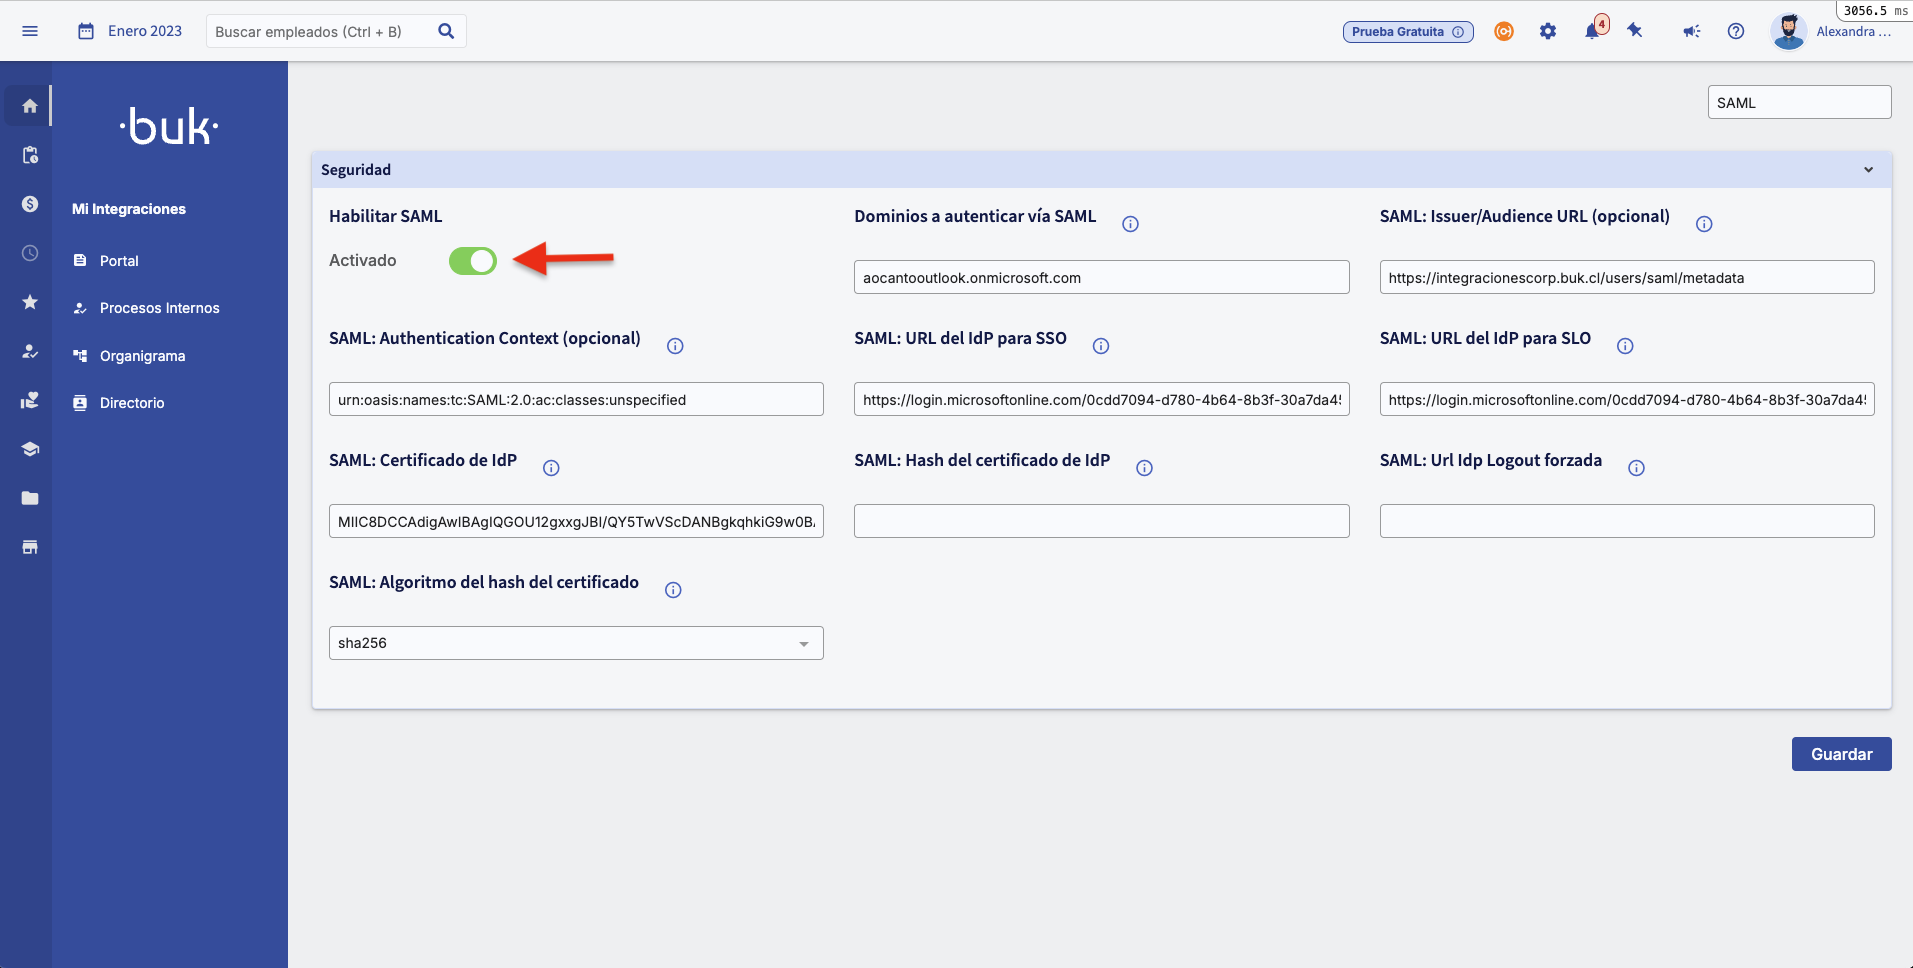 3056.5 ms
Enero 2023
Buscar empleados (Ctrl + B)
Prueba Gratuita
4
Alexandra ...
buk
SAML
Mi Integraciones
Portal
Procesos Internos
Organigrama
Directorio
Seguridad
Habilitar SAML
Activado
Dominios a autenticar vía SAML
aocantooutlook.onmicrosoft.com
SAML: Issuer/Audience URL (opcional)
https://integracionescorp.buk.cl/users/saml/metadata
SAML: Authentication Context (opcional)
urn:oasis:names:tc:SAML:2.0:ac:classes:unspecified
SAML: URL del IdP para SSO
https://login.microsoftonline.com/0cdd7094-d780-4b64-8b3f-30a7da45
SAML: URL del IdP para SLO
https://login.microsoftonline.com/0cdd7094-d780-4b64-8b3f-30a7da45
SAML: Certificado de IdP
MIIC8DCCAdigAwIBAgIQGOU12gxxgJBI/QY5TwVScDANBgkqhkiG9w0BA
SAML: Hash del certificado de IdP
SAML: Url Idp Logout forzada
SAML: Algoritmo del hash del certificado
sha256
Guardar